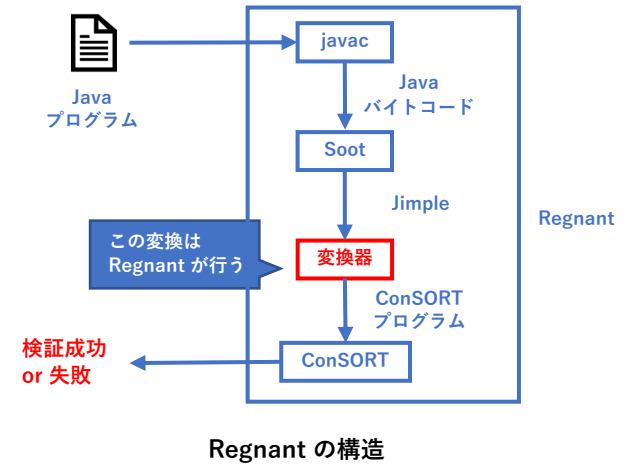 javac
Java
プログラム
Java
バイトコード
Soot
Jimple
Regnant
この変換は
Regnant が行う
変換器
ConSORT
プログラム
検証成功
or 失敗
ConSORT
Regnant の構造